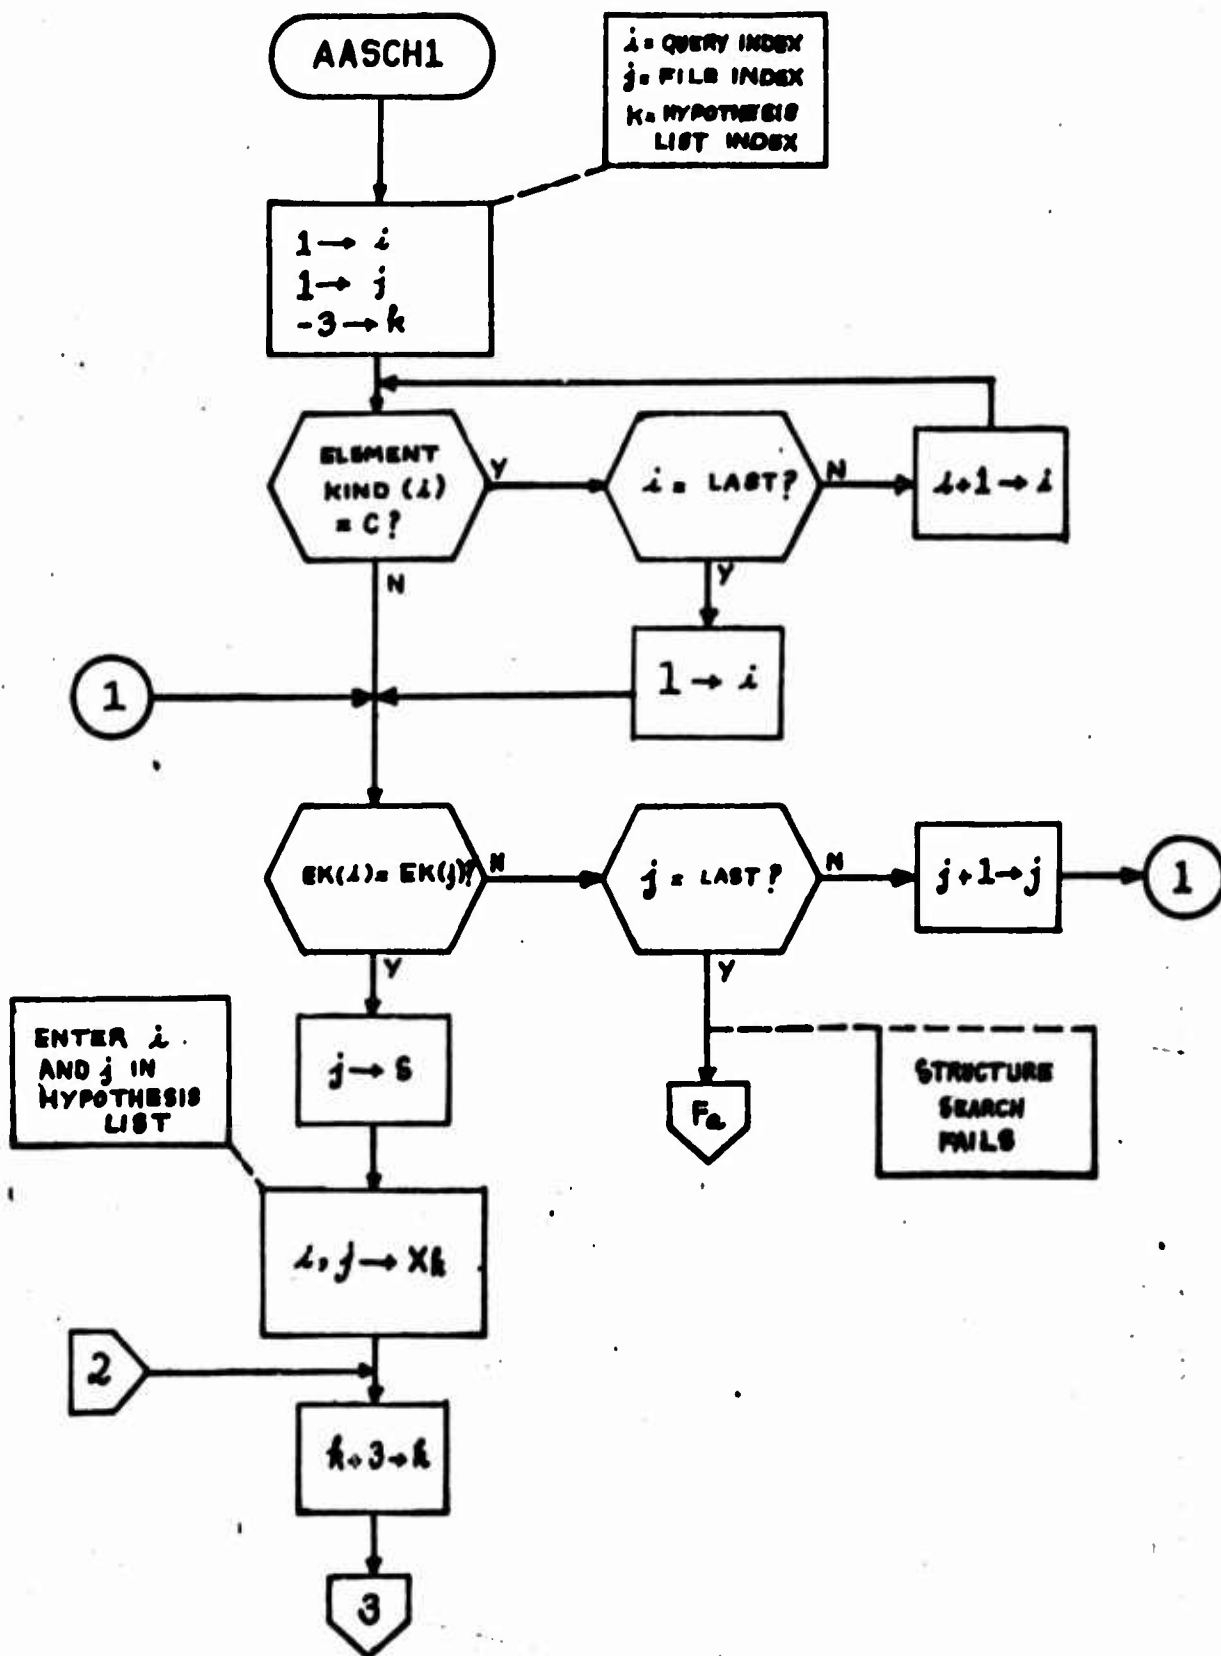 AASCH1
i = QUERY INDEX
j = FILE INDEX
k = HYPOTHESIS
LIST INDEX
1 → i
1 → j
-3 → k
ELEMENT
KIND (i)
= C ?
Y
i = LAST?
N
i+1 → i
N
Y
1
1 → i
EK(i) = EK(j)?
N
j = LAST ?
N
j+1→j
1
Y
Y
ENTER i
AND j IN
HYPOTHESIS
LIST
j → S
Fa
STRUCTURE
SEARCH
FAILS
i, j → Xk
2
k+3→k
3